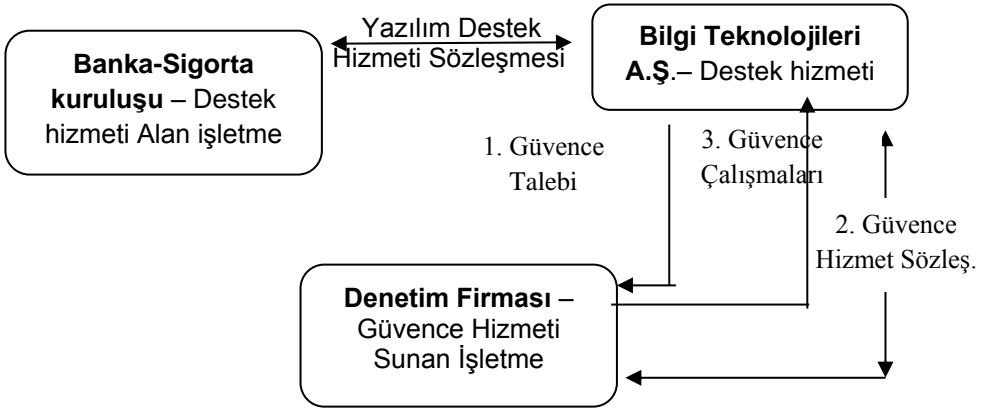 Banka-Sigorta
kuruluşu – Destek
hizmeti Alan işletme
Yazılım Destek
Hizmeti Sözleşmesi
Bilgi Teknolojileri
A.Ş.– Destek hizmeti
1. Güvence
Talebi
3. Güvence
Çalışmaları
2. Güvence
Hizmet Sözleş.
Denetim Firması –
Güvence Hizmeti
Sunan İşletme